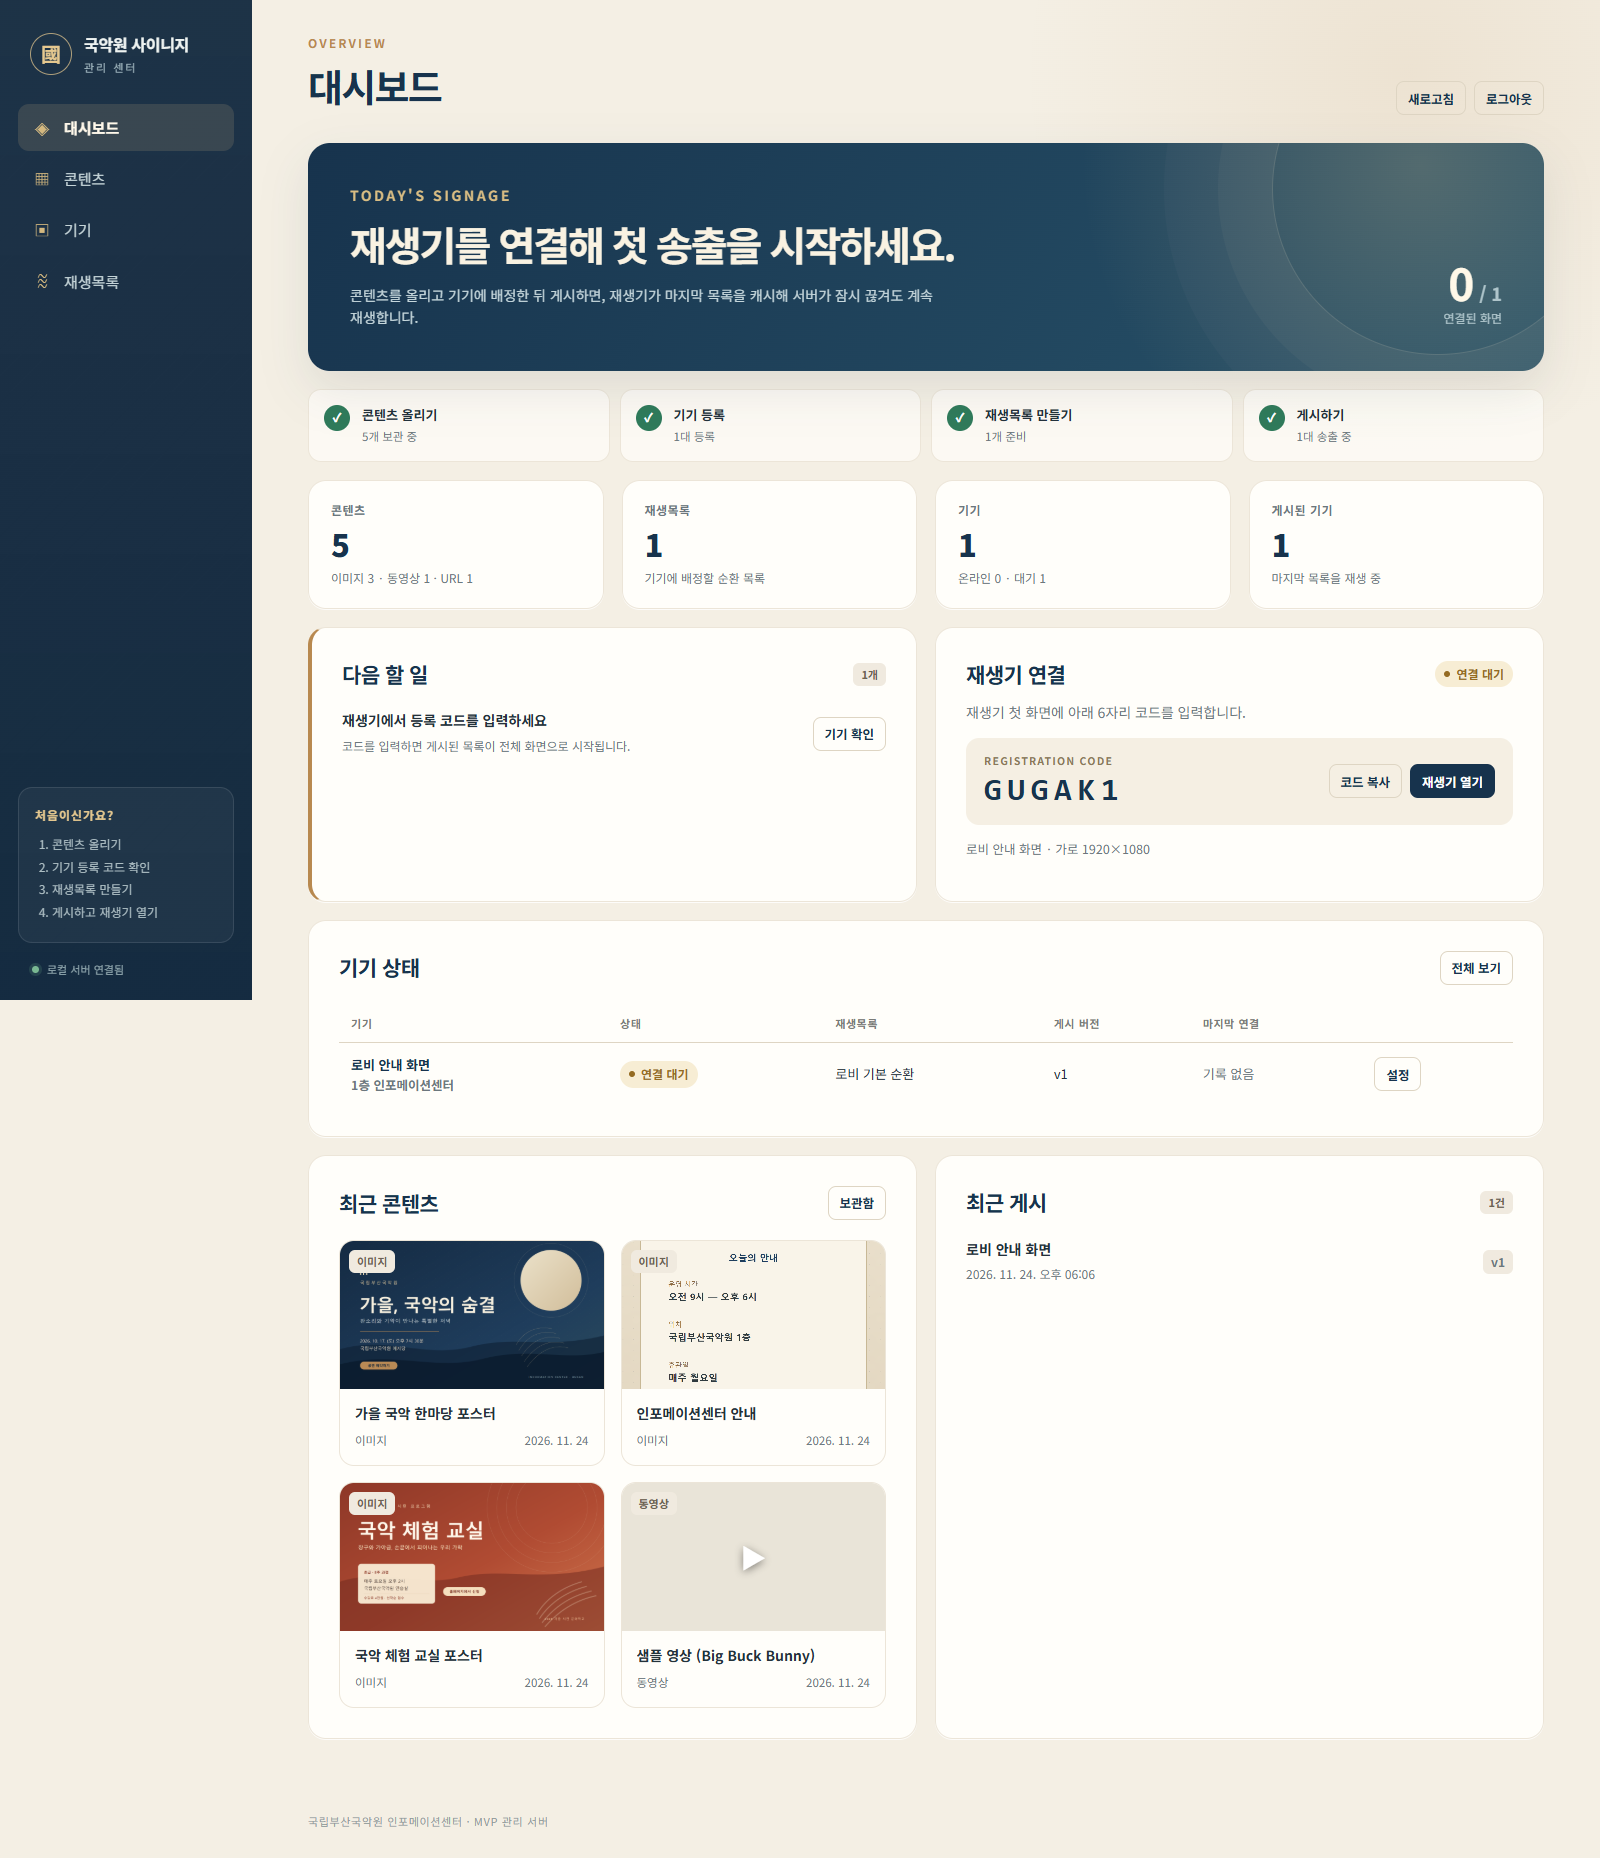 國
국악원 사이니지
관리 센터
대시보드
콘텐츠
기기
재생목록
처음이신가요?
1. 콘텐츠 올리기
2. 기기 등록 코드 확인
3. 재생목록 만들기
4. 게시하고 재생기 열기
로컬 서버 연결됨
OVERVIEW
대시보드
새로고침
로그아웃
TODAY'S SIGNAGE
재생기를 연결해 첫 송출을 시작하세요.
콘텐츠를 올리고 기기에 배정한 뒤 게시하면, 재생기가 마지막 목록을 캐시해 서버가 잠시 끊겨도 계속
재생합니다.
0 / 1
연결된 화면
콘텐츠 올리기
5개 보관 중
기기 등록
1대 등록
재생목록 만들기
1개 준비
게시하기
1대 송출 중
콘텐츠
5
이미지 3 · 동영상 1 · URL 1
재생목록
1
기기에 배정할 순환 목록
기기
1
온라인 0 · 대기 1
게시된 기기
1
마지막 목록을 재생 중
다음 할 일
1개
재생기에서 등록 코드를 입력하세요
코드를 입력하면 게시된 목록이 전체 화면으로 시작됩니다.
기기 확인
재생기 연결
연결 대기
재생기 첫 화면에 아래 6자리 코드를 입력합니다.
REGISTRATION CODE
GUGAK1
코드 복사
재생기 열기
로비 안내 화면 · 가로 1920×1080
기기 상태
전체 보기
기기 상태 재생목록 게시 버전 마지막 연결
로비 안내 화면
1층 인포메이션센터
연결 대기
로비 기본 순환
v1
기록 없음
설정
최근 콘텐츠
보관함
이미지
국립부산국악원
가을, 국악의 숨결
국립부산국악원 예악당
가을 국악 한마당 포스터
이미지 2026. 11. 24
이미지
오늘의 안내
운영 시간
오전 9시 — 오후 6시
위치
국립부산국악원 1층
휴관일
매주 월요일
인포메이션센터 안내
이미지 2026. 11. 24
이미지
국악 체험 교실
국악 체험 교실 포스터
이미지 2026. 11. 24
동영상
샘플 영상 (Big Buck Bunny)
동영상 2026. 11. 24
최근 게시
1건
로비 안내 화면
2026. 11. 24. 오후 06:06
v1
국립부산국악원 인포메이션센터 · MVP 관리 서버